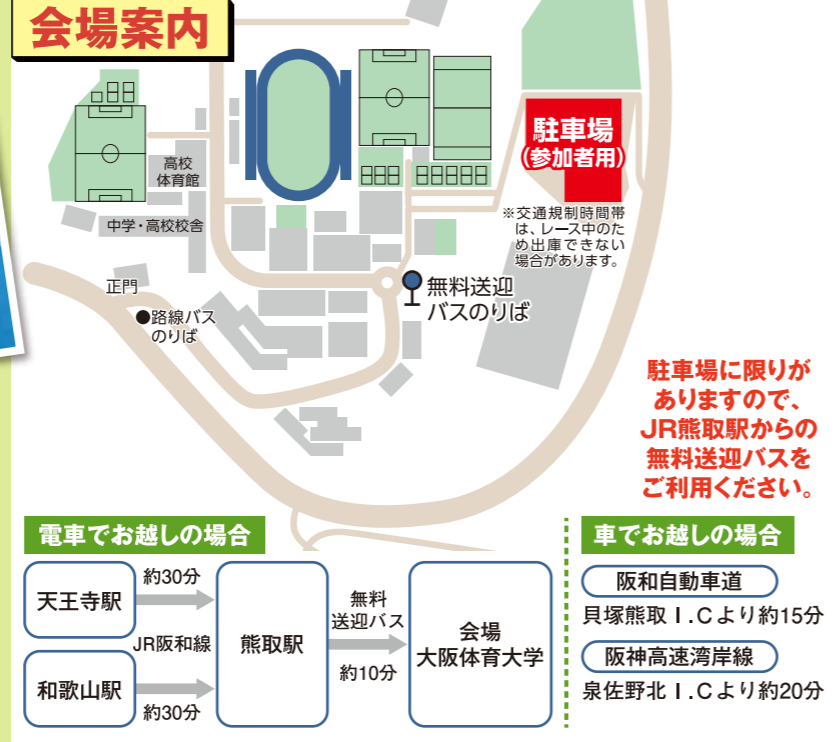 会場案内
駐車場
(参加者用)
※交通規制時間帯
は、レース中のた
め出庫できない
場合があります。
高校
体育館
中学・高校校舎
正門
●路線バス
のりば
無料送迎
バスのりば
駐車場に限りが
ありますので、
JR熊取駅からの
無料送迎バスを
ご利用ください。
電車でお越しの場合
天王寺駅
約30分
JR阪和線
和歌山駅
約30分
熊取駅
無料
送迎バス
約10分
会場
大阪体育大学
車でお越しの場合
阪和自動車道
貝塚熊取I.Cより約15分
阪神高速湾岸線
泉佐野北I.Cより約20分